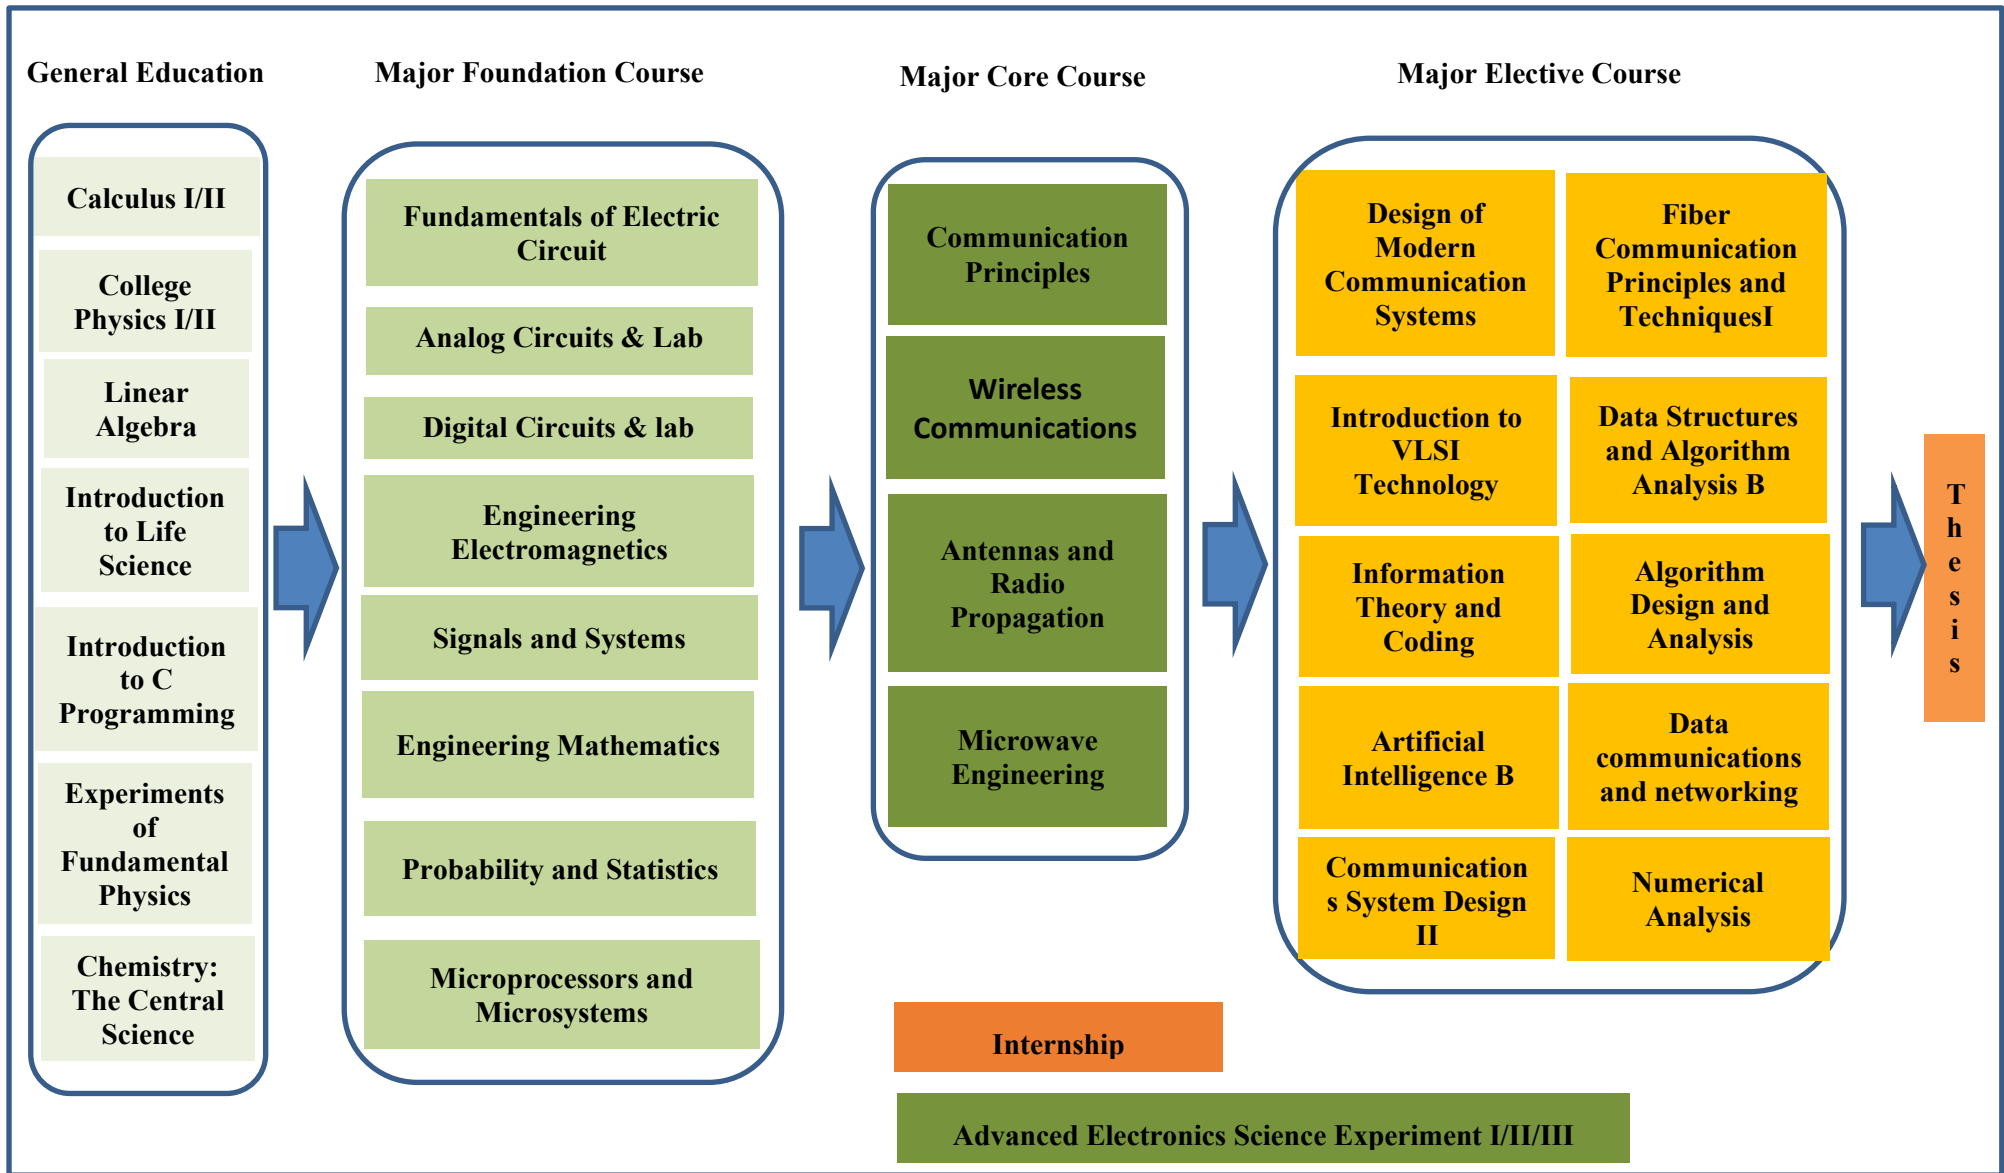 General Education
Calculus I/II
College
Physics I/II
Linear
Algebra
Introduction
to Life
Science
Introduction
to C
Programming
Experiments
of
Fundamental
Physics
Chemistry:
The Central
Science
Major Foundation Course
Fundamentals of Electric
Circuit
Analog Circuits & Lab
Digital Circuits & lab
Engineering
Electromagnetics
Signals and Systems
Engineering Mathematics
Probability and Statistics
Microprocessors and
Microsystems
Major Core Course
Communication
Principles
Wireless
Communications
Antennas and
Radio
Propagation
Microwave
Engineering
Major Elective Course
Design of
Modern
Communication
Systems
Fiber
Communication
Principles and
TechniquesI
Introduction to
VLSI
Technology
Data Structures
and Algorithm
Analysis B
Information
Theory and
Coding
Algorithm
Design and
Analysis
Artificial
Intelligence B
Data
communications
and networking
Communication
s System Design
II
Numerical
Analysis
Thesis
Internship
Advanced Electronics Science Experiment I/II/III